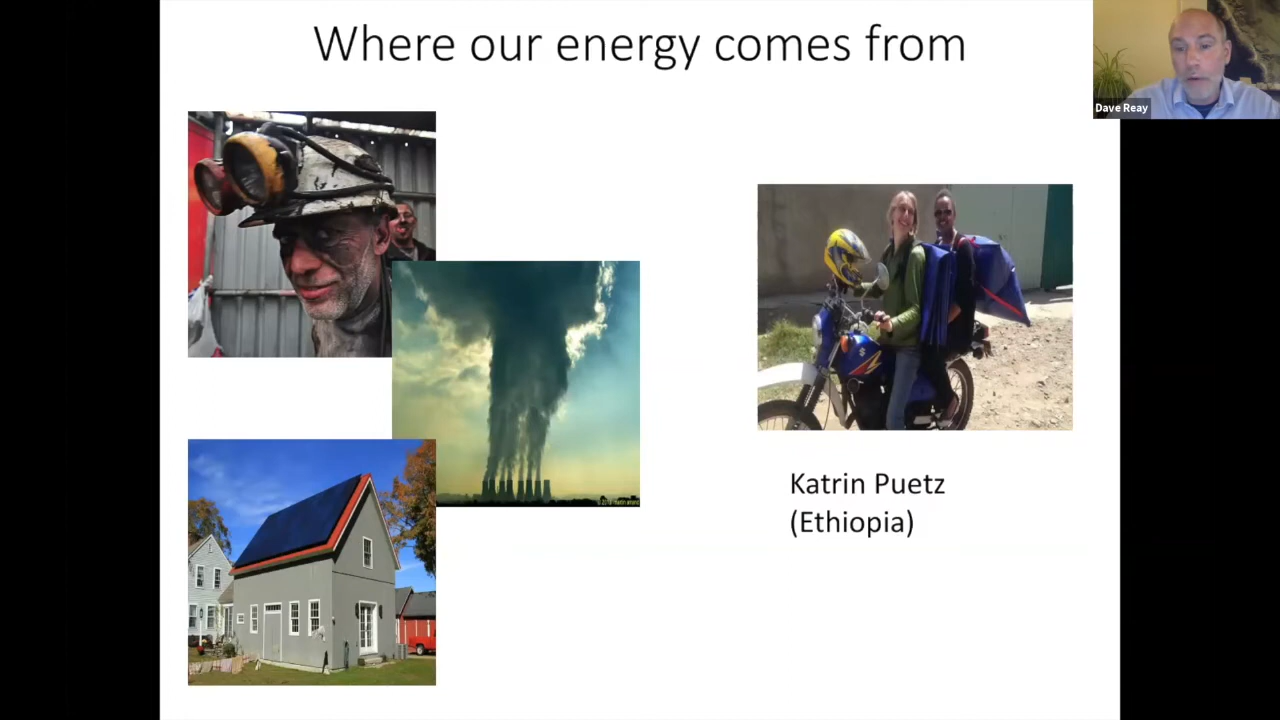 Where our energy comes from
Dave Reay
Katrin Puetz
(Ethiopia)